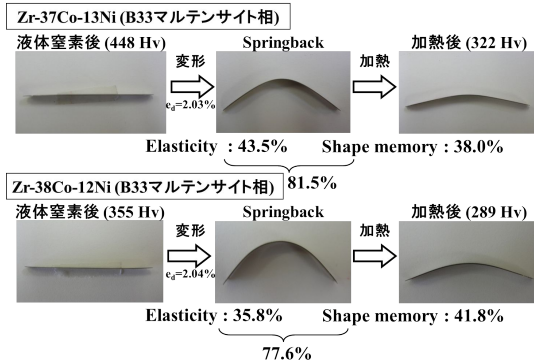 Zr-37Co-13Ni (B33マルテンサイト相)
液体窒素後 (448 Hv)
変形
Springback
加熱
加熱後 (322 Hv)
ed=2.03%
Elasticity : 43.5%
Shape memory : 38.0%
81.5%
Zr-38Co-12Ni (B33マルテンサイト相)
液体窒素後 (355 Hv)
変形
Springback
加熱
加熱後 (289 Hv)
ed=2.04%
Elasticity : 35.8%
Shape memory : 41.8%
77.6%